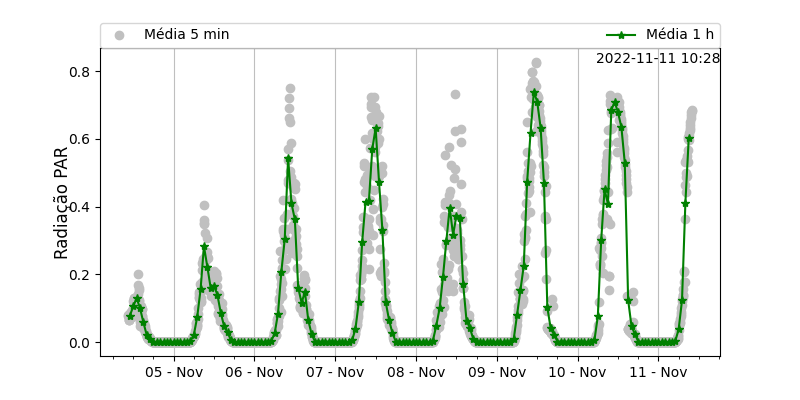 Média 5 min Média 1 h
2022-11-11 10:28
Radiação PAR
0.8
0.6
0.4
0.2
0.0
05 - Nov 06 - Nov 07 - Nov 08 - Nov 09 - Nov 10 - Nov 11 - Nov